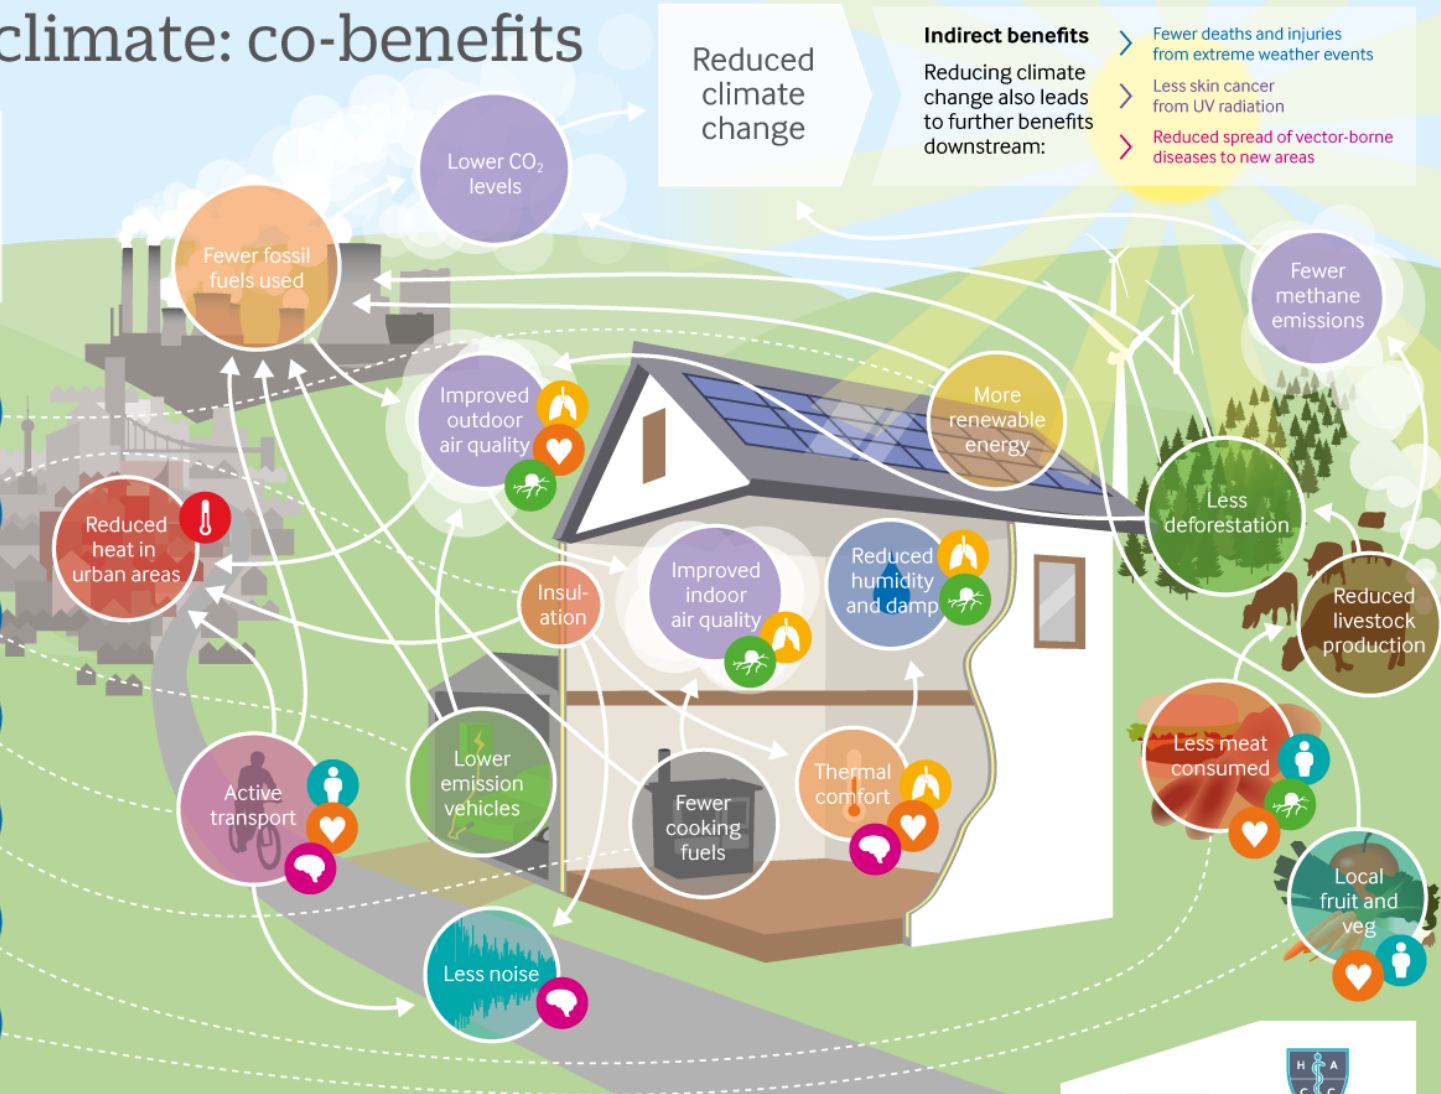 climate: co-benefits
Reduced
climate
change
Indirect benefits
Reducing climate
change also leads
to further benefits
downstream:
Fewer deaths and injuries
from extreme weather events
Less skin cancer
from UV radiation
Reduced spread of vector-borne
diseases to new areas
Lower CO₂
levels
Fewer fossil
fuels used
Fewer
methane
emissions
Improved
outdoor
air quality
More
renewable
energy
Less
deforestation
Reduced
heat in
urban areas
Insul-
ation
Improved
indoor
air quality
Reduced
humidity
and damp
Reduced
livestock
production
Active
transport
Lower
emission
vehicles
Fewer
cooking
fuels
Thermal
comfort
Less meat
consumed
Local
fruit and
veg
Less noise
H A
C C